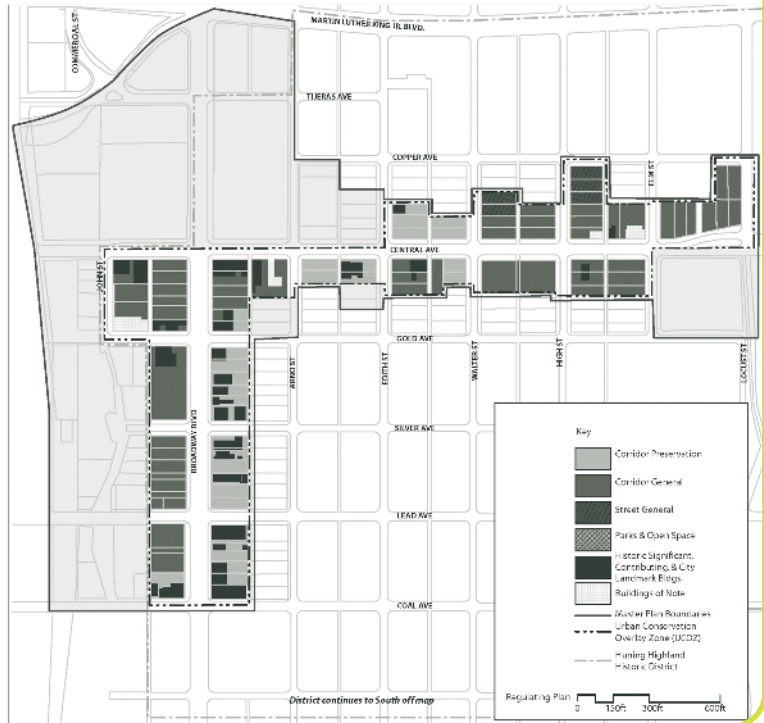 COMMERCIAL ST.
MARTIN LUTHER KING JR. BLVD.
TIJERAS AVE
COPPER AVE
ELM ST
CENTRAL AVE
JOHN ST
GOLD AVE
ARNO ST
EDITH ST
WALTER ST
HIGH ST
LOCUST ST
BROADWAY BLVD
SILVER AVE
LEAD AVE
COAL AVE
District continues to South off map
Key
Corridor Preservation
Corridor General
Street General
Parks & Open Space
Historic Significant,
Contributing, & City
Landmark Bldgs.
Buildings of Note
Master Plan Boundaries
Urban Conservation
Overlay Zone (UCOZ)
Huning Highland
Historic District
Regulating Plan
0 150ft 300ft 600ft